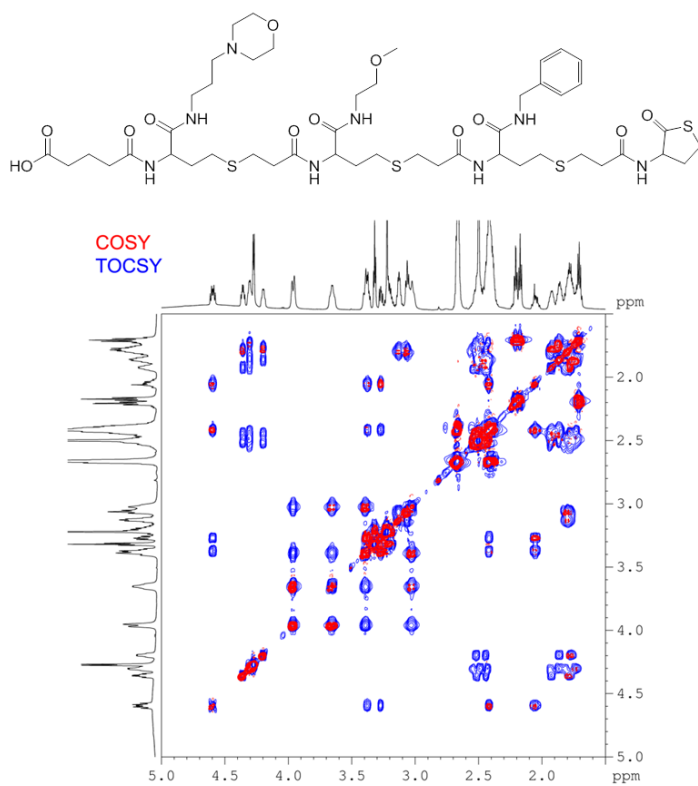 O
N
O
O NH O NH O NH O S
O O O O O
HO N H S N H S N H S N H
COSY
TOCSY
ppm
2.0
2.5
3.0
3.5
4.0
4.5
5.0
5.0 4.5 4.0 3.5 3.0 2.5 2.0 ppm